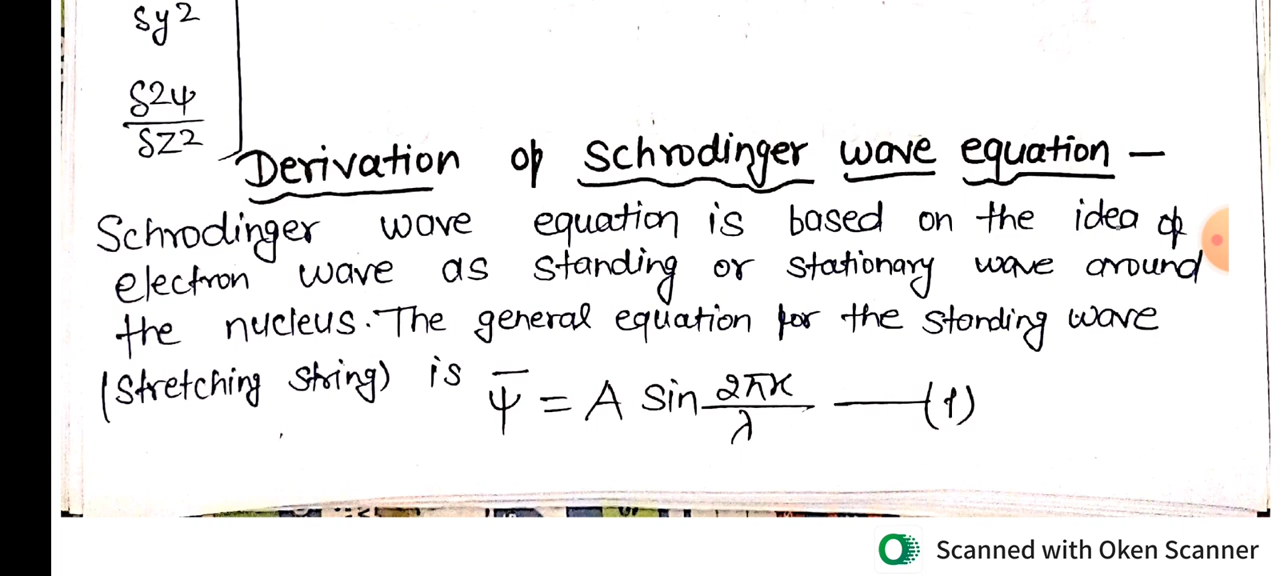 δy2
δ2ψ
δz2
Derivation of Schrodinger wave equation —
Schrodinger wave equation is based on the idea of
electron wave as standing or stationary wave around
the nucleus. The general equation for the standing wave
(Stretching string) is ψ = A sin 2πx/λ —(1)
Scanned with Oken Scanner